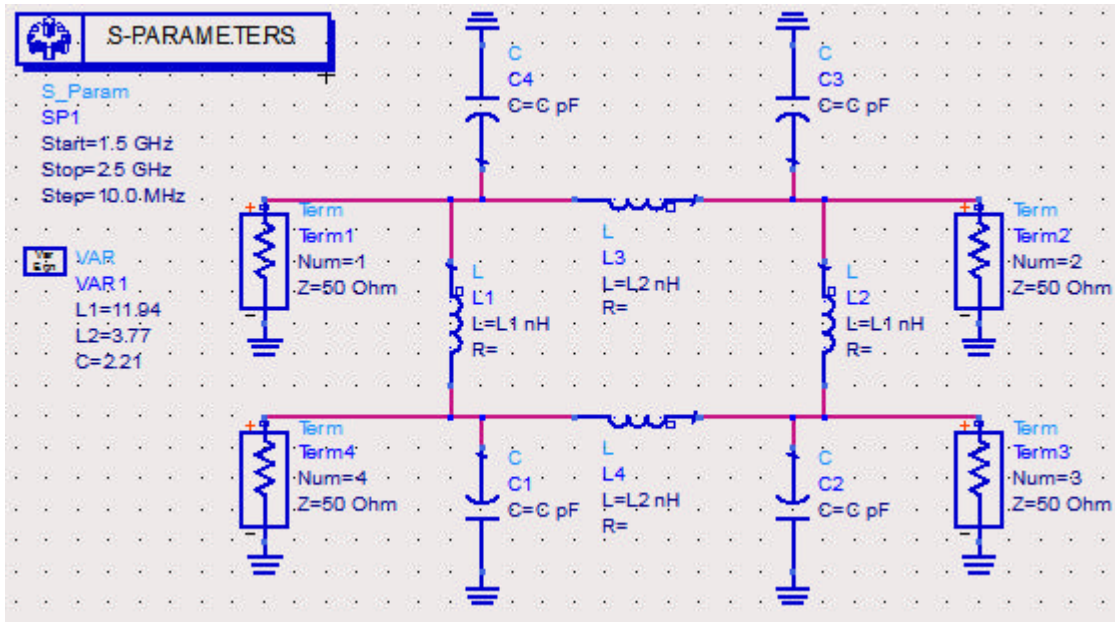 S-PARAMETERS
S_Param
SP1
Start=1.5 GHz
Stop=2.5 GHz
Step=10.0 MHz
Var
Eqn
VAR
VAR1
L1=11.94
L2=3.77
C=2.21
C
C4
C=C pF
C
C3
C=C pF
+
Term
Term1
Num=1
Z=50 Ohm
-
L
L1
L=L1 nH
R=
L
L3
L=L2 nH
R=
L
L2
L=L1 nH
R=
+
Term
Term2
Num=2
Z=50 Ohm
-
+
Term
Term4
Num=4
Z=50 Ohm
-
C
C1
C=C pF
L
L4
L=L2 nH
R=
C
C2
C=C pF
+
Term
Term3
Num=3
Z=50 Ohm
-